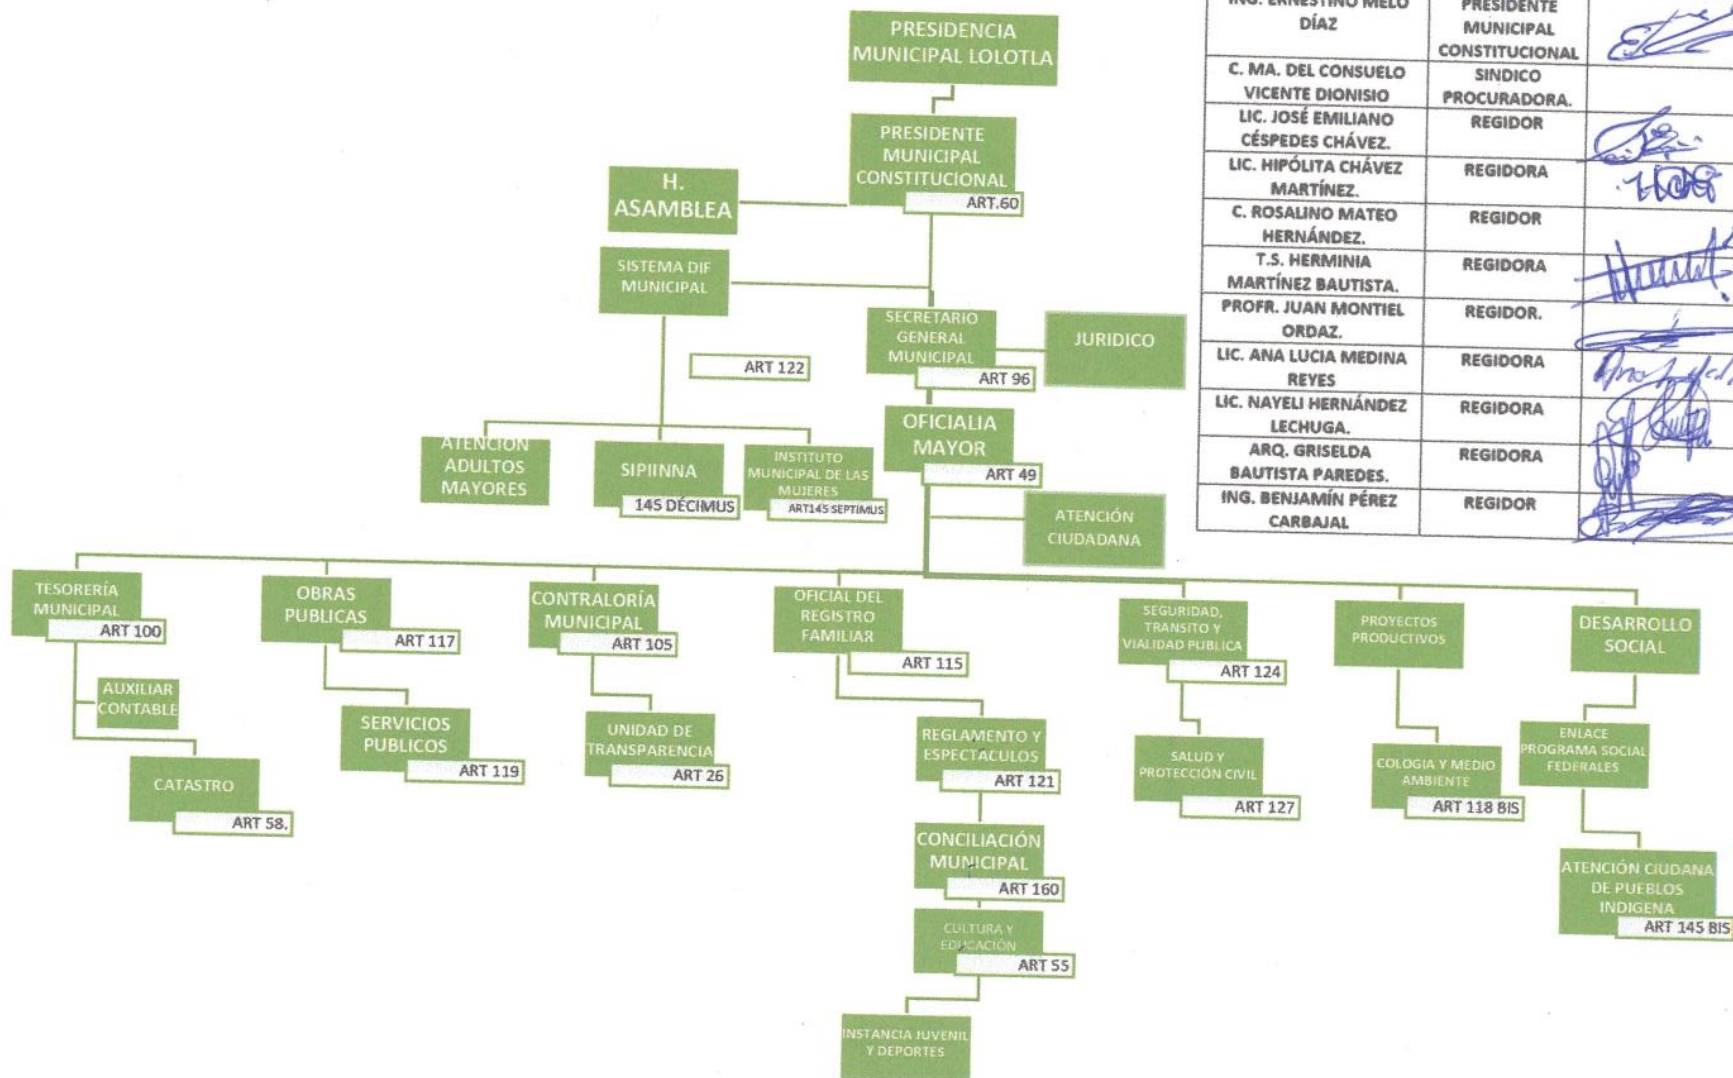 PRESIDENCIA
MUNICIPAL LOLOTLA
PRESIDENTE
MUNICIPAL
CONSTITUCIONAL
ART.60
H.
ASAMBLEA
SISTEMA DIF
MUNICIPAL
ART 122
SECRETARIO
GENERAL
MUNICIPAL
ART 96
JURIDICO
ATENCION
ADULTOS
MAYORES
SIPIINNA
145 DÉCIMUS
INSTITUTO
MUNICIPAL DE LAS
MUJERES
ART145 SEPTIMUS
OFICIALIA
MAYOR
ART 49
ATENCIÓN
CIUDADANA
TESORERÍA
MUNICIPAL
ART 100
AUXILIAR
CONTABLE
CATASTRO
ART 58.
OBRAS
PUBLICAS
ART 117
SERVICIOS
PUBLICOS
ART 119
CONTRALORÍA
MUNICIPAL
ART 105
UNIDAD DE
TRANSPARENCIA
ART 26
OFICIAL DEL
REGISTRO
FAMILIAR
ART 115
REGLAMENTO Y
ESPECTACULOS
ART 121
CONCILIACIÓN
MUNICIPAL
ART 160
CULTURA Y
EDUCACIÓN
ART 55
INSTANCIA JUVENIL
Y DEPORTES
SEGURIDAD,
TRANSITO Y
VIALIDAD PUBLICA
ART 124
SALUD Y
PROTECCIÓN CIVIL
ART 127
PROYECTOS
PRODUCTIVOS
COLOGIA Y MEDIO
AMBIENTE
ART 118 BIS
DESARROLLO
SOCIAL
ENLACE
PROGRAMA SOCIAL
FEDERALES
ATENCIÓN CIUDANA
DE PUEBLOS
INDIGENA
ART 145 BIS
ING. ERNESTINO MELO
DÍAZ
PRESIDENTE
MUNICIPAL
CONSTITUCIONAL
C. MA. DEL CONSUELO
VICENTE DIONISIO
SINDICO
PROCURADORA.
LIC. JOSÉ EMILIANO
CÉSPEDES CHÁVEZ.
REGIDOR
LIC. HIPÓLITA CHÁVEZ
MARTÍNEZ.
REGIDORA
C. ROSALINO MATEO
HERNÁNDEZ.
REGIDOR
T.S. HERMINIA
MARTÍNEZ BAUTISTA.
REGIDORA
PROFR. JUAN MONTIEL
ORDAZ.
REGIDOR.
LIC. ANA LUCIA MEDINA
REYES
REGIDORA
LIC. NAYELI HERNÁNDEZ
LECHUGA.
REGIDORA
ARQ. GRISELDA
BAUTISTA PAREDES.
REGIDORA
ING. BENJAMÍN PÉREZ
CARBAJAL
REGIDOR